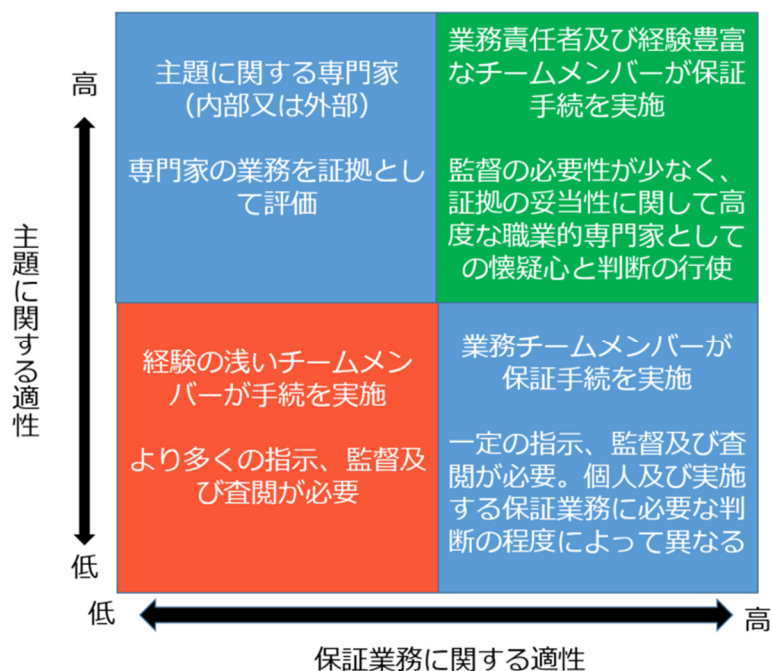 高
主題に関する適性
低
主題に関する専門家
（内部又は外部）
専門家の業務を証拠とし
て評価
業務責任者及び経験豊富
なチームメンバーが保証
手続を実施
監督の必要性が少なく、
証拠の妥当性に関して高
度な職業的専門家として
の懐疑心と判断の行使
経験の浅いチームメン
バーが手続を実施
より多くの指示、監督及
び査閲が必要
業務チームメンバーが
保証手続を実施
一定の指示、監督及び査
閲が必要。個人及び実施
する保証業務に必要な判
断の程度によって異なる
低
高
保証業務に関する適性